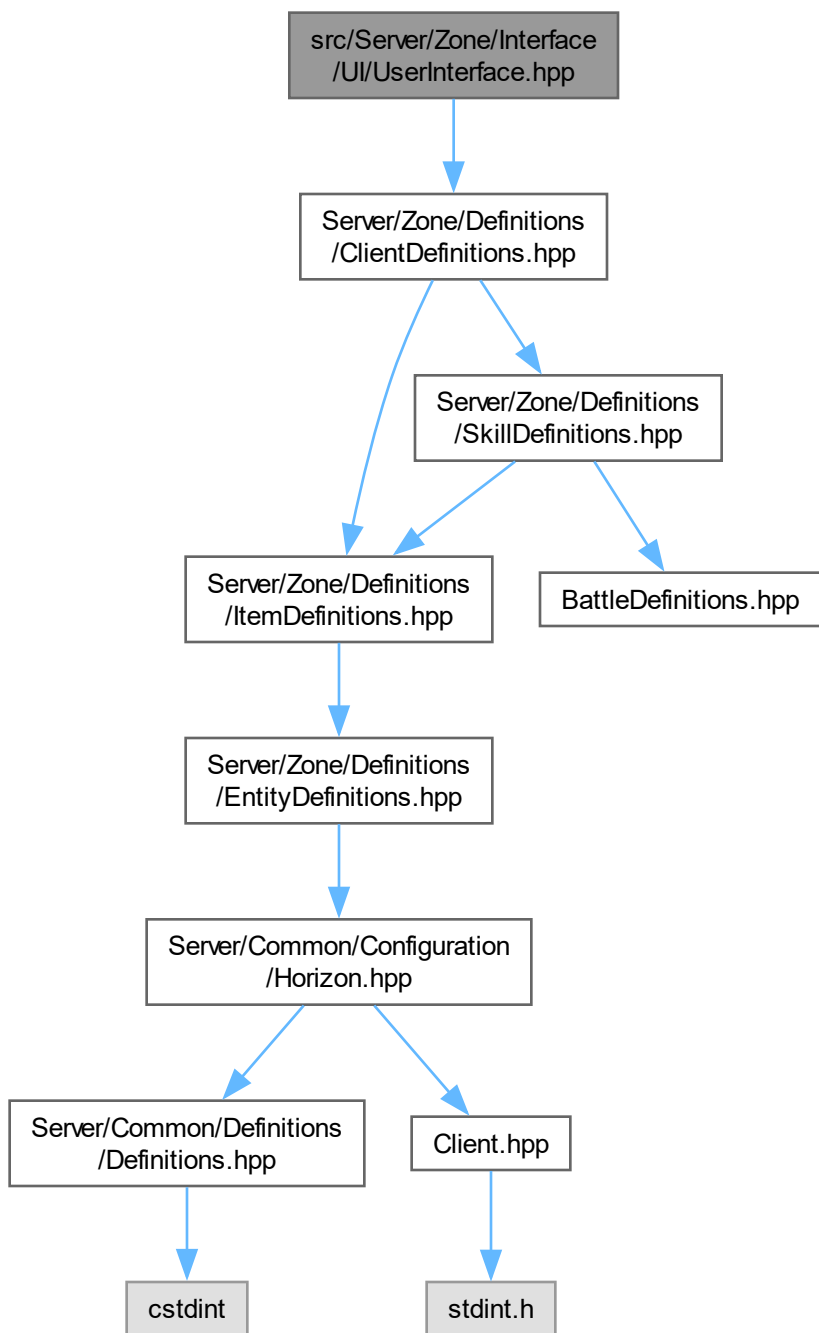 src/Server/Zone/Interface
/UI/UserInterface.hpp
Server/Zone/Definitions
/ClientDefinitions.hpp
Server/Zone/Definitions
/SkillDefinitions.hpp
Server/Zone/Definitions
/ItemDefinitions.hpp
BattleDefinitions.hpp
Server/Zone/Definitions
/EntityDefinitions.hpp
Server/Common/Configuration
/Horizon.hpp
Server/Common/Definitions
/Definitions.hpp
Client.hpp
cstdint
stdint.h